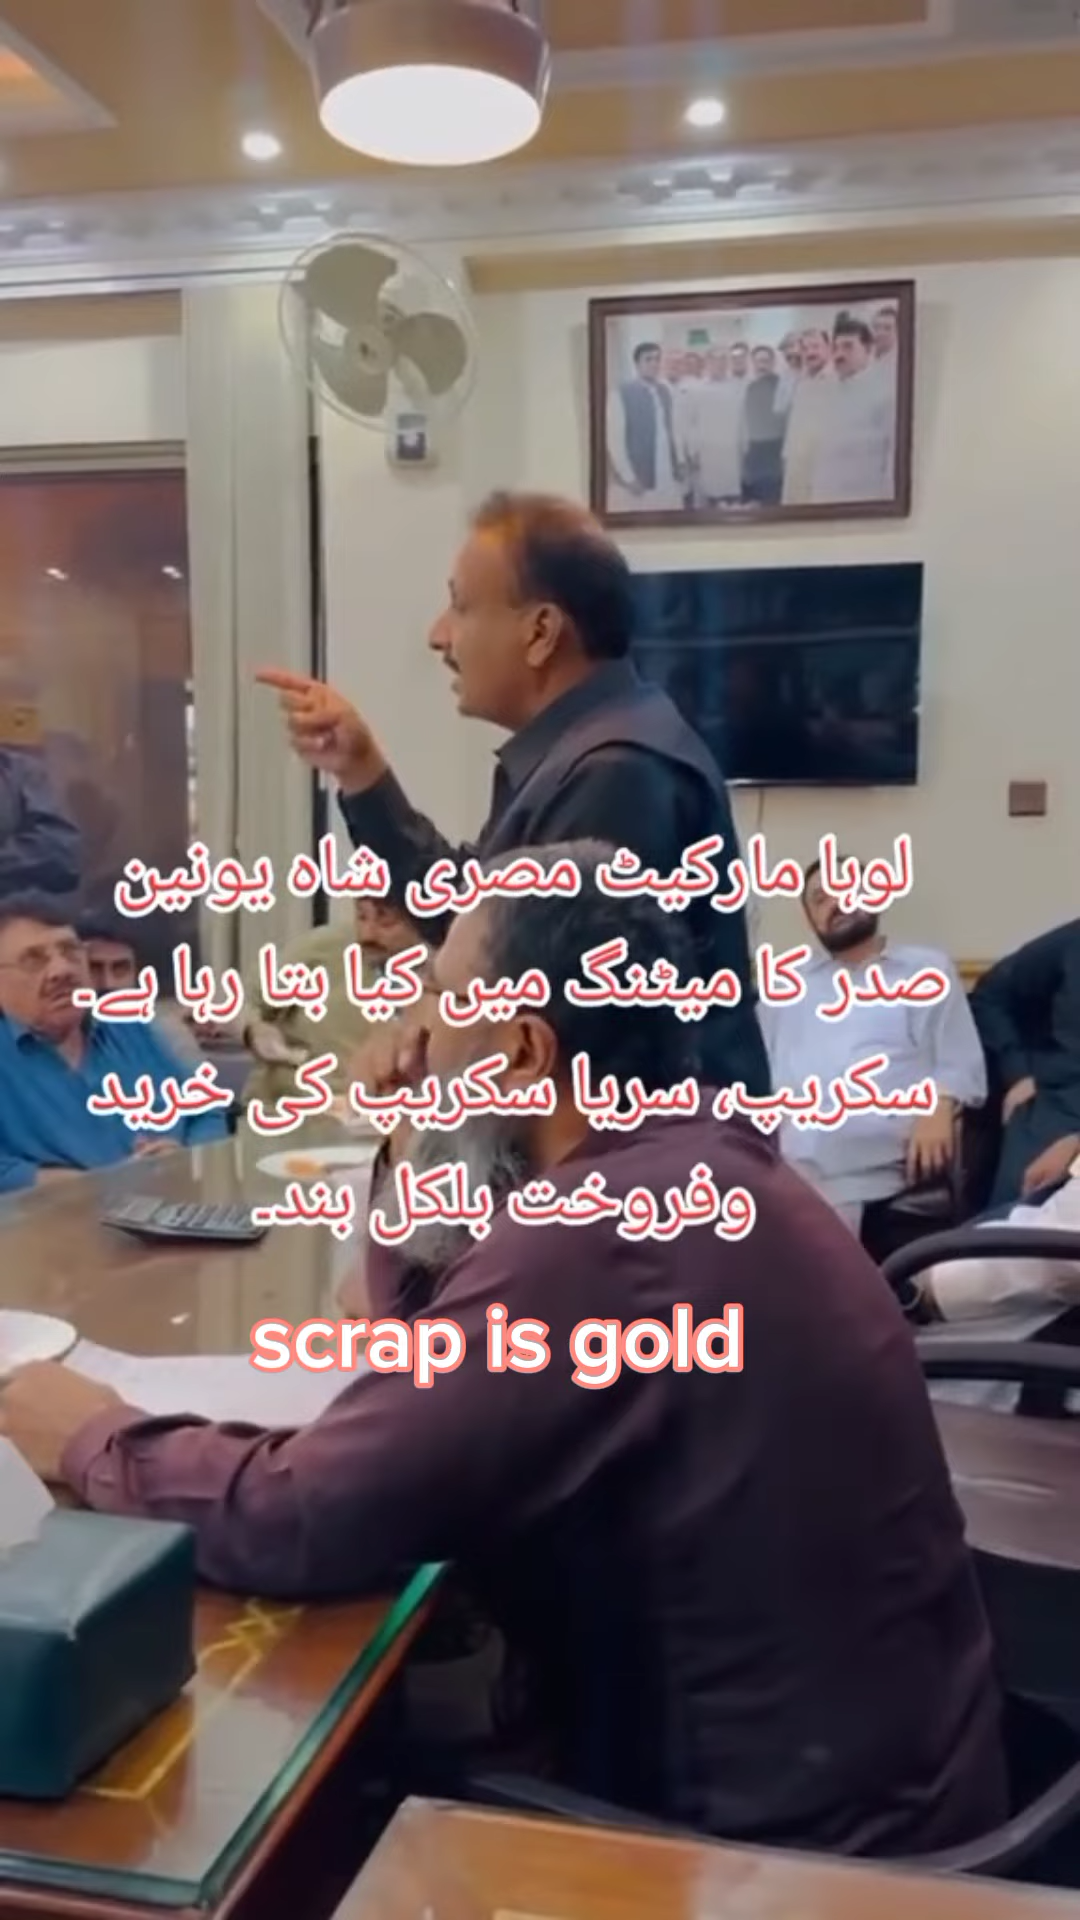 لوہا مارکیٹ مصری شاہ یونین
صدر کا میٹنگ میں کیا بتا رہا ہے۔
سکریپ، سریا سکریپ کی خرید
وفروخت بلکل بند۔
scrap is gold